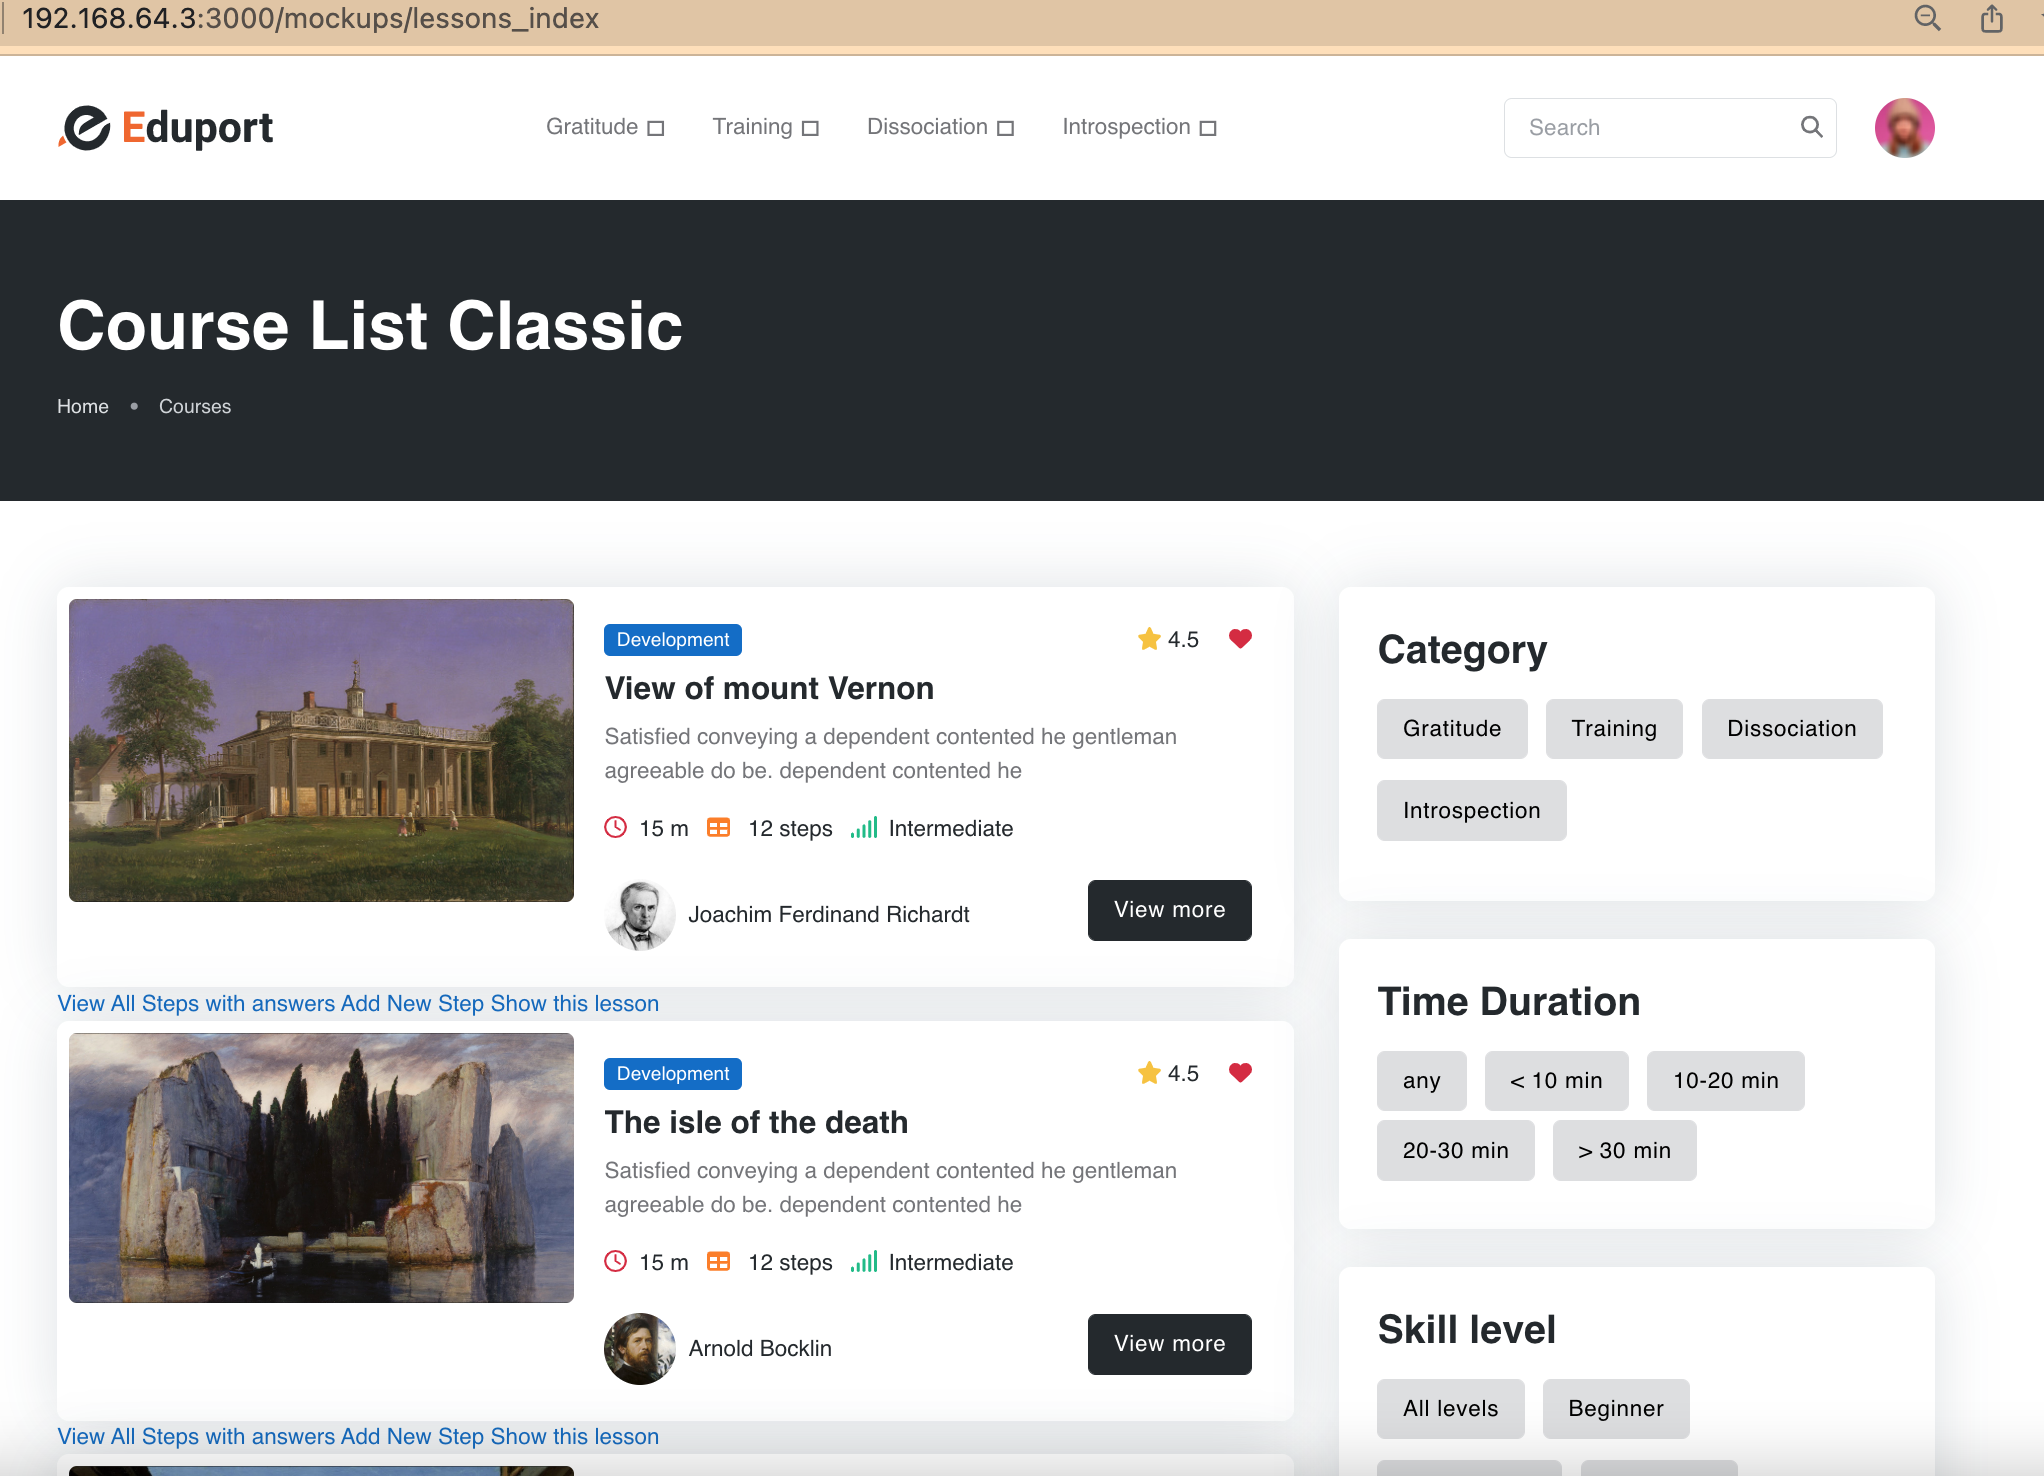 192.168.64.3:3000/mockups/lessons_index
Eduport
Gratitude Training Dissociation Introspection
Search
Course List Classic
Home • Courses
Development 4.5
View of mount Vernon
Satisfied conveying a dependent contented he gentleman
agreeable do be. dependent contented he
15 m 12 steps Intermediate
Joachim Ferdinand Richardt View more
View All Steps with answers Add New Step Show this lesson
Development 4.5
The isle of the death
Satisfied conveying a dependent contented he gentleman
agreeable do be. dependent contented he
15 m 12 steps Intermediate
Arnold Bocklin View more
View All Steps with answers Add New Step Show this lesson
Category
Gratitude Training Dissociation
Introspection
Time Duration
any < 10 min 10-20 min
20-30 min > 30 min
Skill level
All levels Beginner